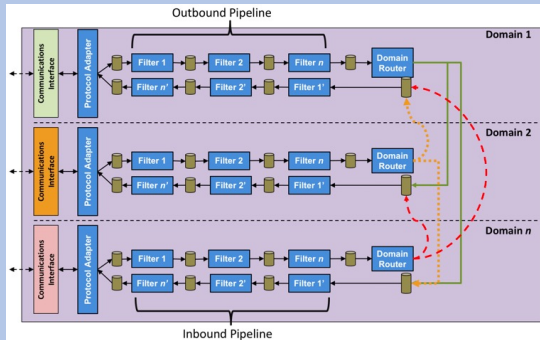 Outbound Pipeline
Domain 1
Communications
Interface
Protocol Adapter
Filter 1
Filter 2
Filter n
Domain
Router
Filter n'
Filter 2'
Filter 1'
Domain 2
Communications
Interface
Protocol Adapter
Filter 1
Filter 2
Filter n
Domain
Router
Filter n'
Filter 2'
Filter 1'
Domain n
Communications
Interface
Protocol Adapter
Filter 1
Filter 2
Filter n
Domain
Router
Filter n'
Filter 2'
Filter 1'
Inbound Pipeline